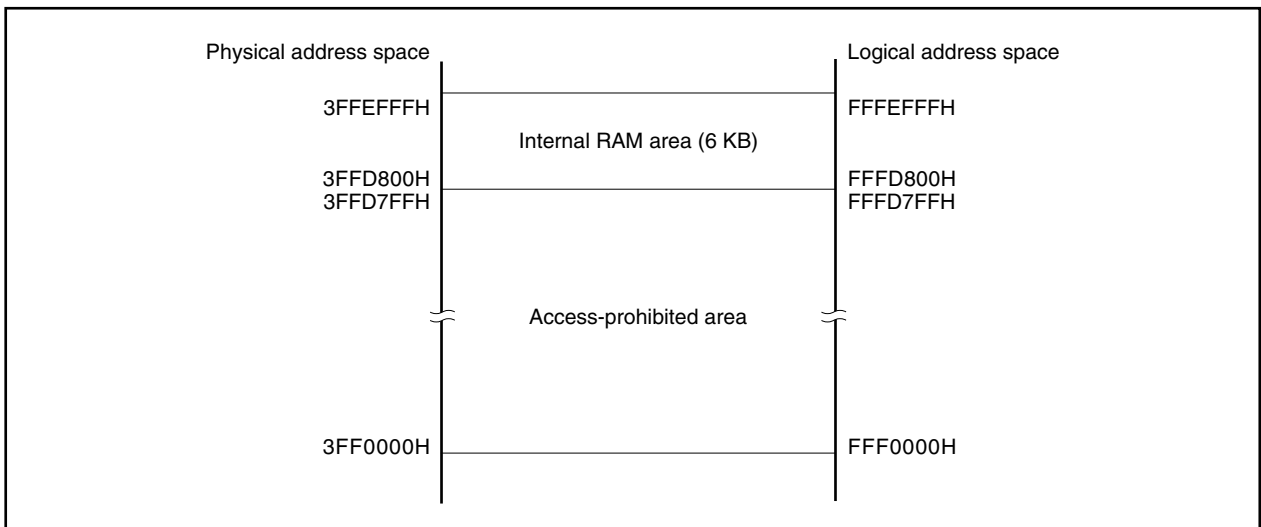 Physical address space
Logical address space
3FFEFFFH
FFFEFFFH
Internal RAM area (6 KB)
3FFD800H
FFFD800H
3FFD7FFH
FFFD7FFH
Access-prohibited area
3FF0000H
FFF0000H